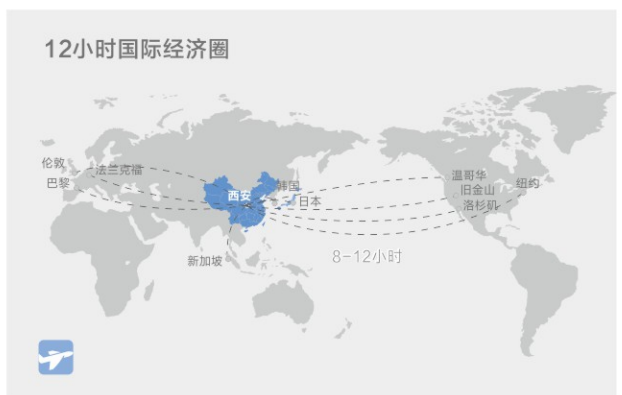 12小时国际经济圈
伦敦
法兰克福
巴黎
西安
韩国
日本
温哥华
旧金山
纽约
洛杉矶
新加坡
8-12小时